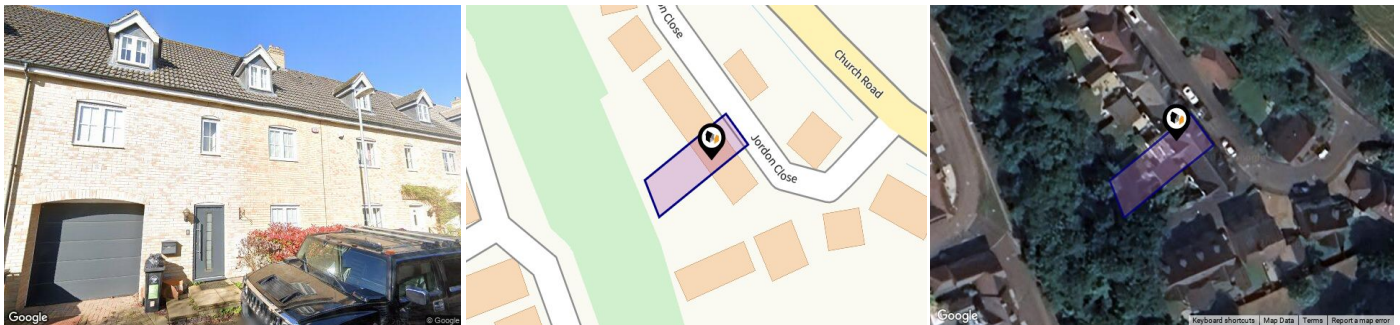 Google
© Google
on Close
Church Road
Jordon Close
Google
Keyboard shortcuts
Map Data
Terms
Report a map error